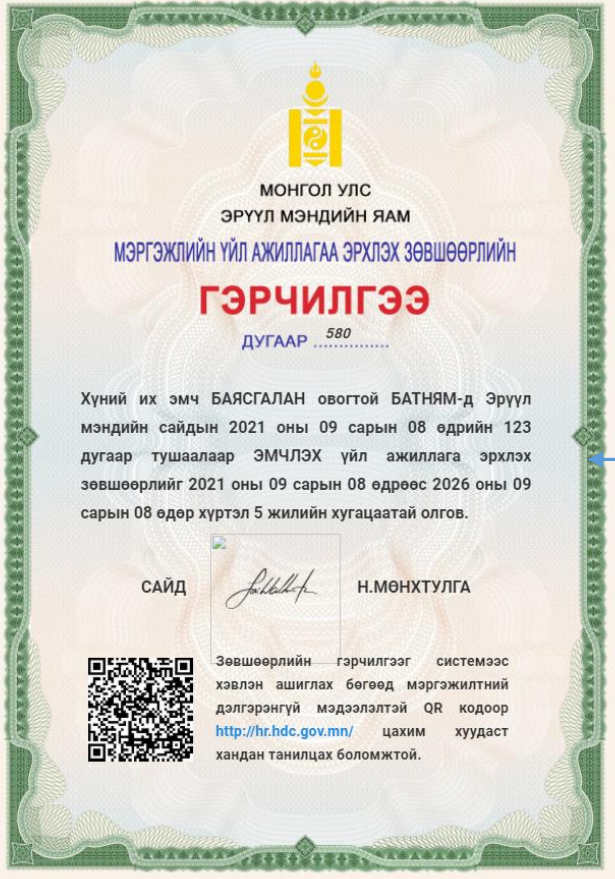 МОНГОЛ УЛС
ЭРҮҮЛ МЭНДИЙН ЯАМ
МЭРГЭЖЛИЙН ҮЙЛ АЖИЛЛАГАА ЭРХЛЭХ ЗӨВШӨӨРЛИЙН
ГЭРЧИЛГЭЭ
ДУГААР ...580...
Хүний их эмч БАЯСГАЛАН овогтой БАТНЯМ-д Эрүүл
мэндийн сайдын 2021 оны 09 сарын 08 өдрийн 123
дугаар тушаалаар ЭМЧЛЭХ үйл ажиллага эрхлэх
зөвшөөрлийг 2021 оны 09 сарын 08 өдрөөс 2026 оны 09
сарын 08 өдөр хүртэл 5 жилийн хугацаатай олгов.
САЙД Н.МӨНХТУЛГА
Зөвшөөрлийн гэрчилгээг системээс
хэвлэн ашиглах бөгөөд мэргэжилтний
дэлгэрэнгүй мэдээлэлтэй QR кодоор
http://hr.hdc.gov.mn/ цахим хуудаст
хандан танилцах боломжтой.